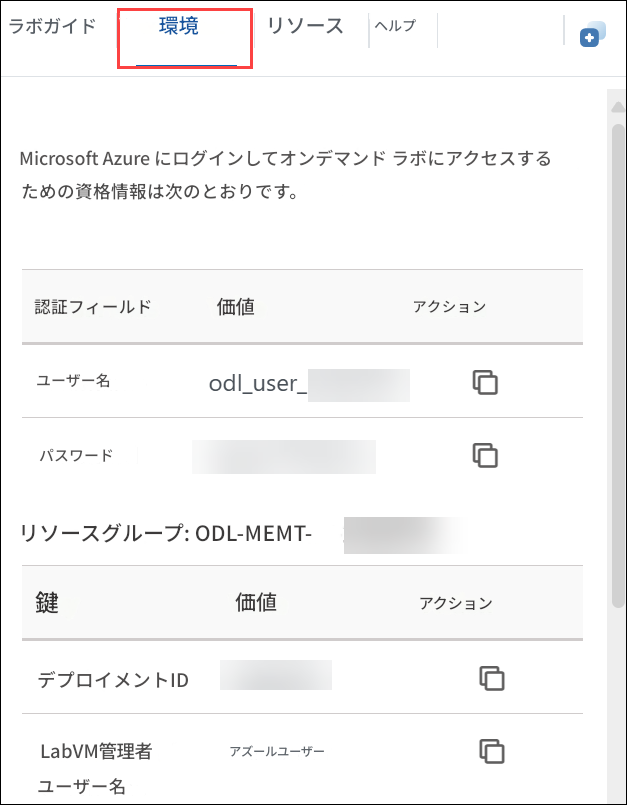 ラボガイド 環境 リソース ヘルプ
Microsoft Azure にログインしてオンデマンド ラボにアクセスする
ための資格情報は次のとおりです。
認証フィールド 価値 アクション
ユーザー名 odl_user_
パスワード
リソースグループ: ODL-MEMT-
鍵 価値 アクション
デプロイメントID
LabVM管理者 アズールユーザー
ユーザー名